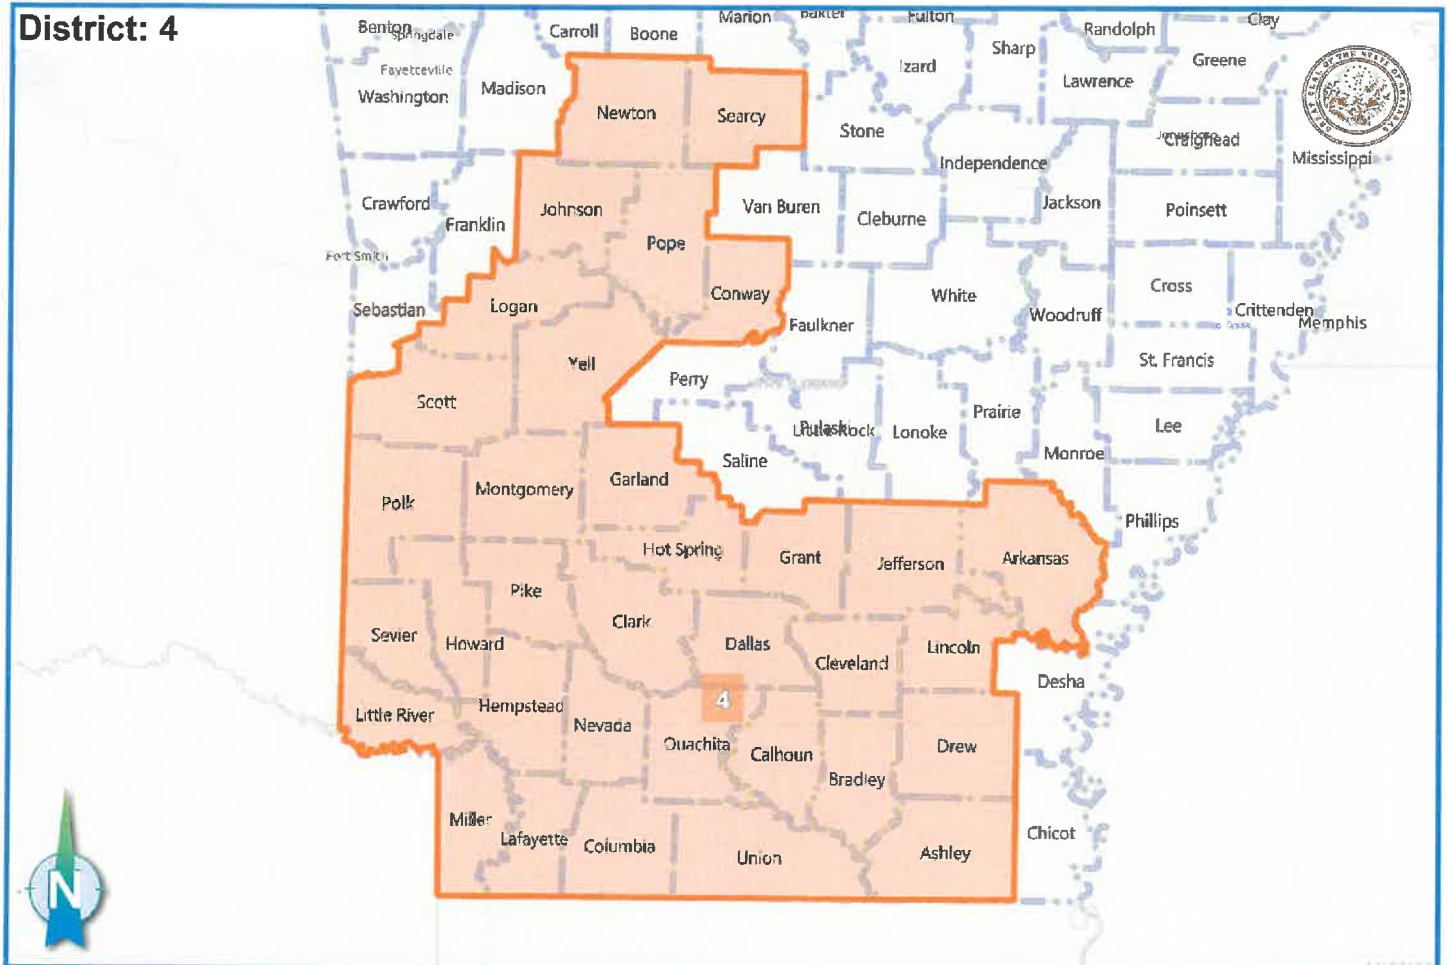 District: 4
Benton
Springdale
Carroll
Boone
Marion
Baxter
Fulton
Randolph
Clay
Sharp
Greene
Fayetteville
Washington
Madison
Izard
Lawrence
Newton
Searcy
Stone
Jonesboro
Craighead
Independence
Mississippi
Crawford
Franklin
Johnson
Van Buren
Cleburne
Jackson
Poinsett
Pope
Fort Smith
Sebastian
Logan
Conway
White
Cross
Faulkner
Woodruff
Crittenden
Memphis
Yell
Perry
St. Francis
Scott
Pulaski
Little Rock
Lonoke
Prairie
Lee
Saline
Monroe
Polk
Montgomery
Garland
Phillips
Hot Spring
Grant
Jefferson
Arkansas
Pike
Clark
Sevier
Howard
Dallas
Cleveland
Lincoln
Desha
4
Little River
Hempstead
Nevada
Ouachita
Calhoun
Drew
Bradley
Miller
Lafayette
Columbia
Union
Ashley
Chicot
N